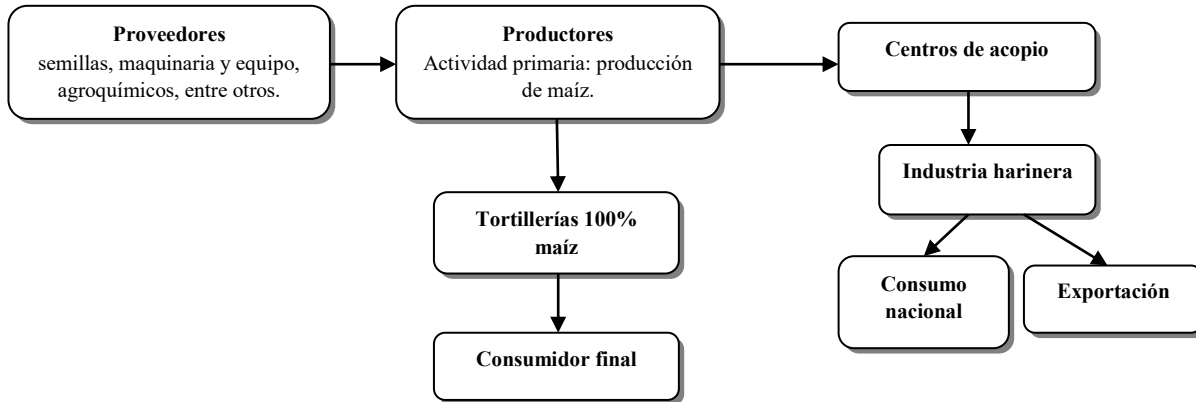 Proveedores
semillas, maquinaria y equipo,
agroquímicos, entre otros.
Productores
Actividad primaria: producción
de maíz.
Centros de acopio
Industria harinera
Tortillerías 100%
maíz
Consumo
nacional
Exportación
Consumidor final